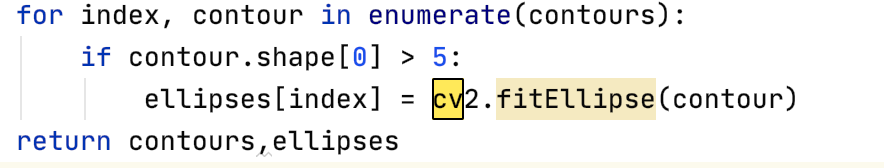 for index, contour in enumerate(contours):
if contour.shape[0] > 5:
ellipses[index] = cv2.fitEllipse(contour)
return contours,ellipses